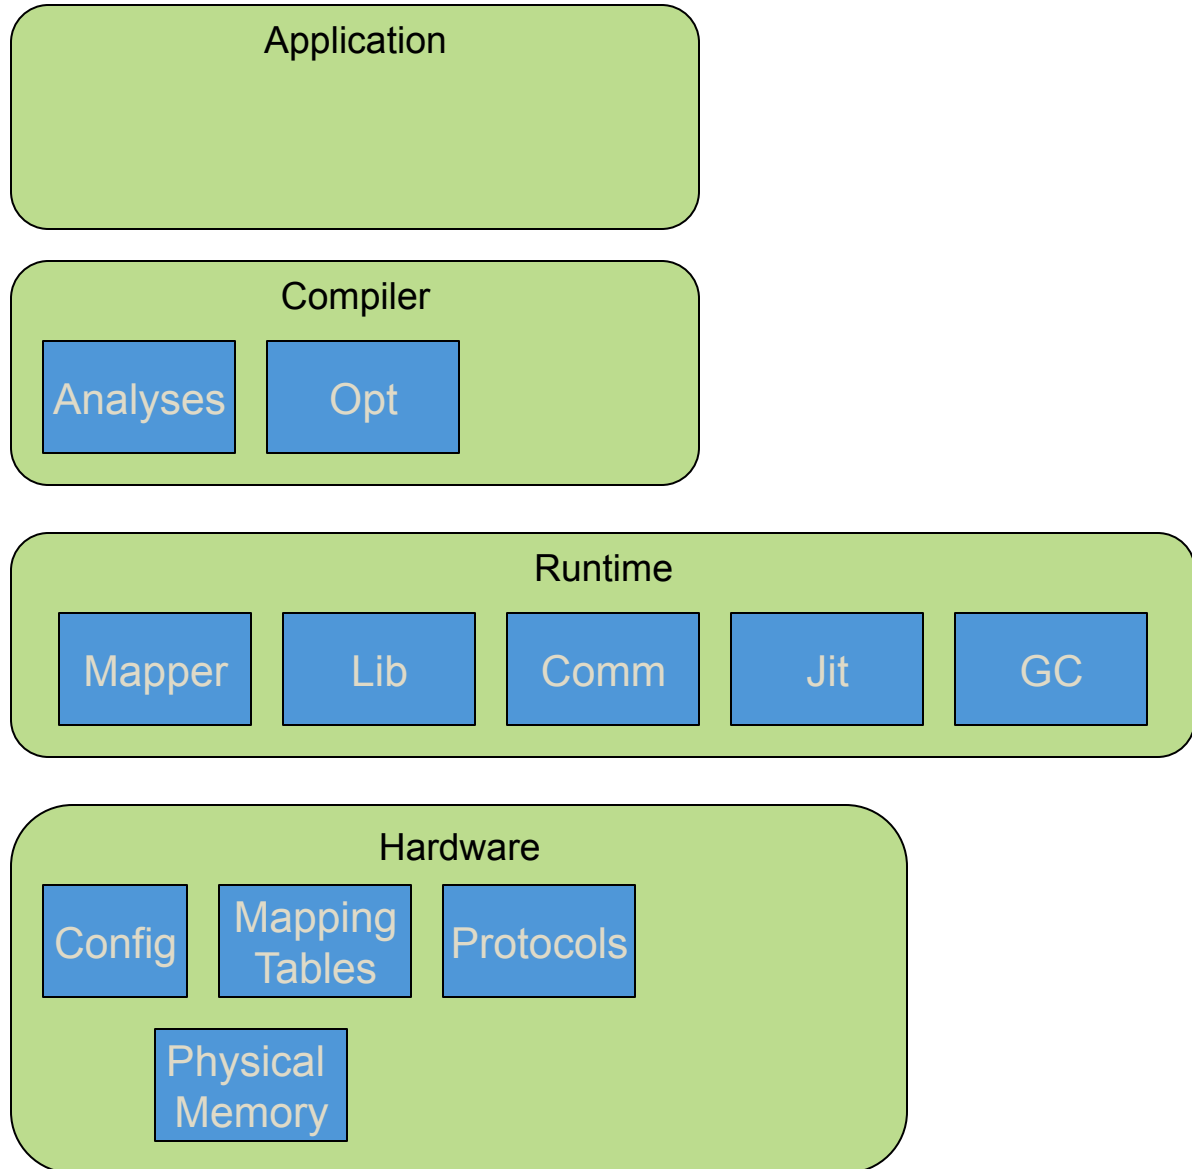 Application
Compiler
Analyses
Opt
Runtime
Mapper
Lib
Comm
Jit
GC
Hardware
Config
Mapping
Tables
Protocols
Physical
Memory